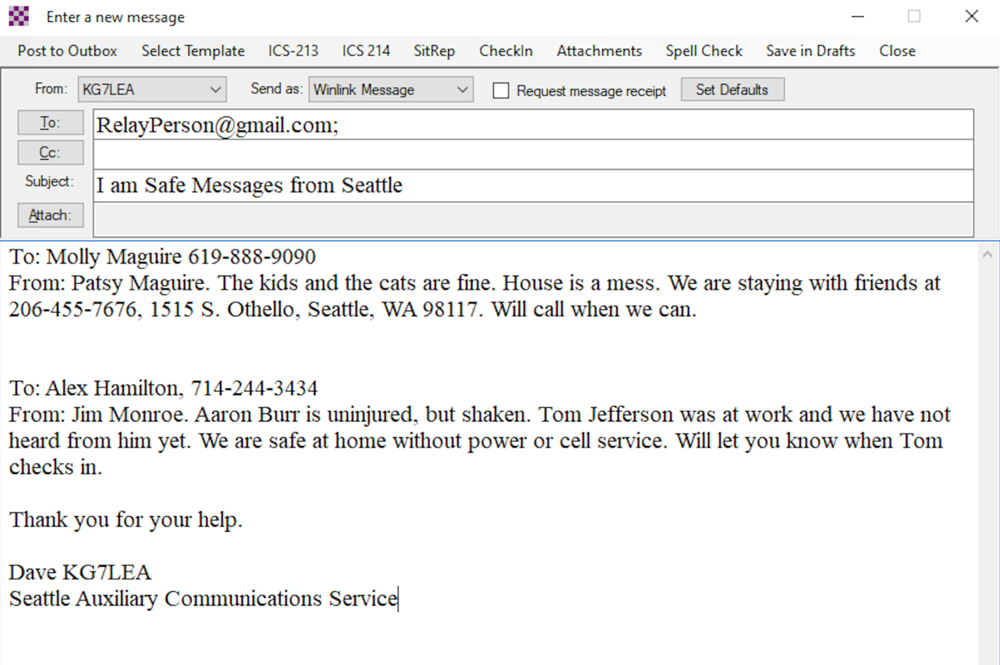 Enter a new message
Post to Outbox Select Template ICS-213 ICS 214 SitRep CheckIn Attachments Spell Check Save in Drafts Close
From: KG7LEA Send as: Winlink Message Request message receipt Set Defaults
To: RelayPerson@gmail.com;
Cc:
Subject: I am Safe Messages from Seattle
Attach:
To: Molly Maguire 619-888-9090
From: Patsy Maguire. The kids and the cats are fine. House is a mess. We are staying with friends at
206-455-7676, 1515 S. Othello, Seattle, WA 98117. Will call when we can.
To: Alex Hamilton, 714-244-3434
From: Jim Monroe. Aaron Burr is uninjured, but shaken. Tom Jefferson was at work and we have not
heard from him yet. We are safe at home without power or cell service. Will let you know when Tom
checks in.
Thank you for your help.
Dave KG7LEA
Seattle Auxiliary Communications Service